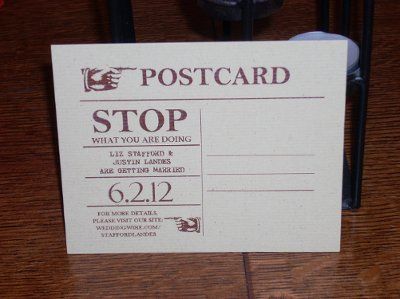 POSTCARD
STOP
WHAT YOU ARE DOING
LIZ STAFFORD &
JUSTIN LANDES
ARE GETTING MARRIED
6.2.12
FOR MORE DETAILS,
PLEASE VISIT OUR SITE:
WEDDINGWIRE.COM/
STAFFORDLANDES